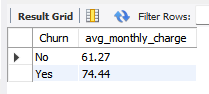 Result Grid Filter Rows:
Churn avg_monthly_charge
No 61.27
Yes 74.44